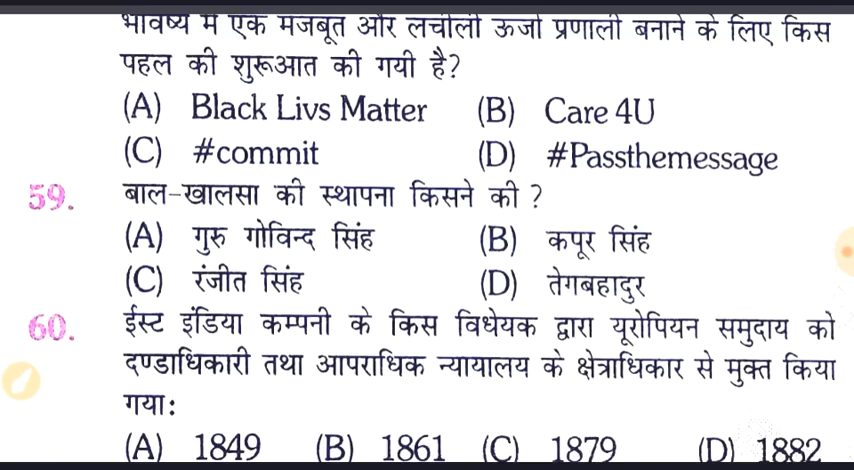 भविष्य में एक मजबूत और लचीली ऊर्जा प्रणाली बनाने के लिए किस
पहल की शुरूआत की गयी है?
(A) Black Livs Matter (B) Care 4U
(C) #commit (D) #Passthemessage
59. बाल-खालसा की स्थापना किसने की ?
(A) गुरु गोविन्द सिंह (B) कपूर सिंह
(C) रंजीत सिंह (D) तेगबहादुर
60. ईस्ट इंडिया कम्पनी के किस विधेयक द्वारा यूरोपियन समुदाय को
दण्डाधिकारी तथा आपराधिक न्यायालय के क्षेत्राधिकार से मुक्त किया
गया:
(A) 1849 (B) 1861 (C) 1879 (D) 1882